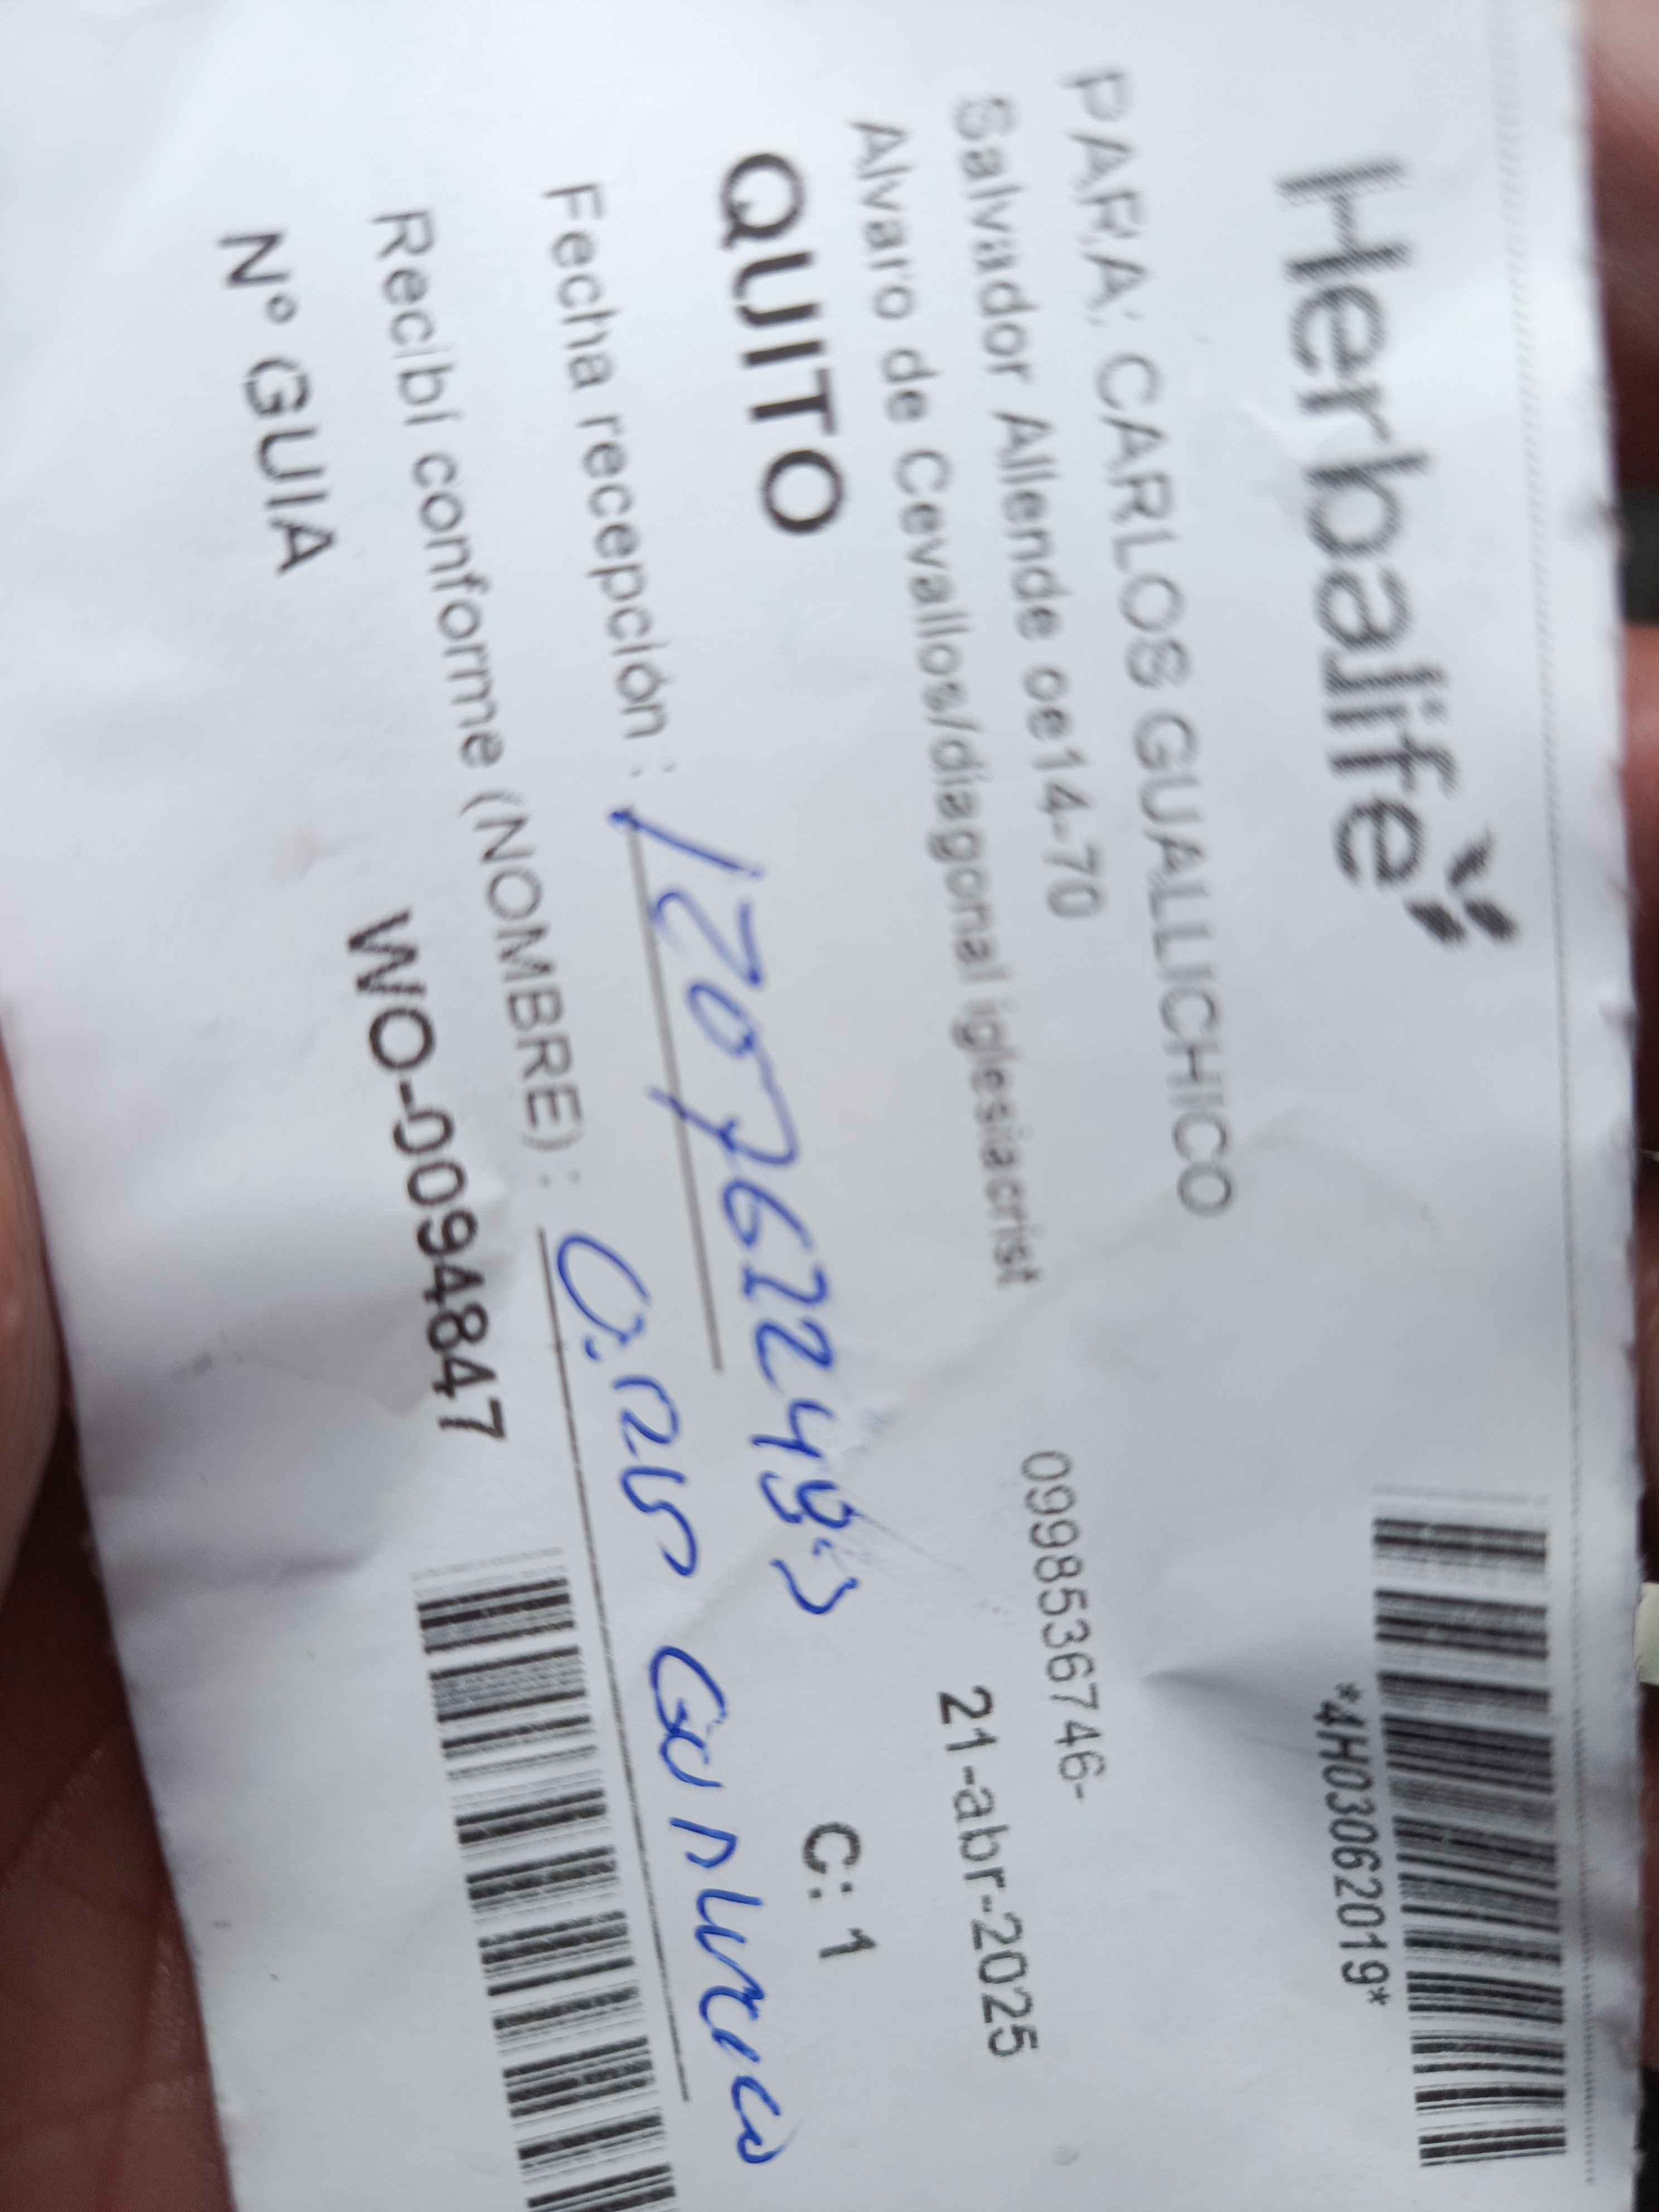 Herbalife
*4H03062019*
PARA: CARLOS GUALLICHICO
Salvador Allende oe14-70 0998536746-
Alvaro de Cevallos/diagonal iglesiacrist 21-abr-2025
QUITO C: 1
Fecha recepción :
Recibí conforme (NOMBRE) :
N° GUIA WO-0094847